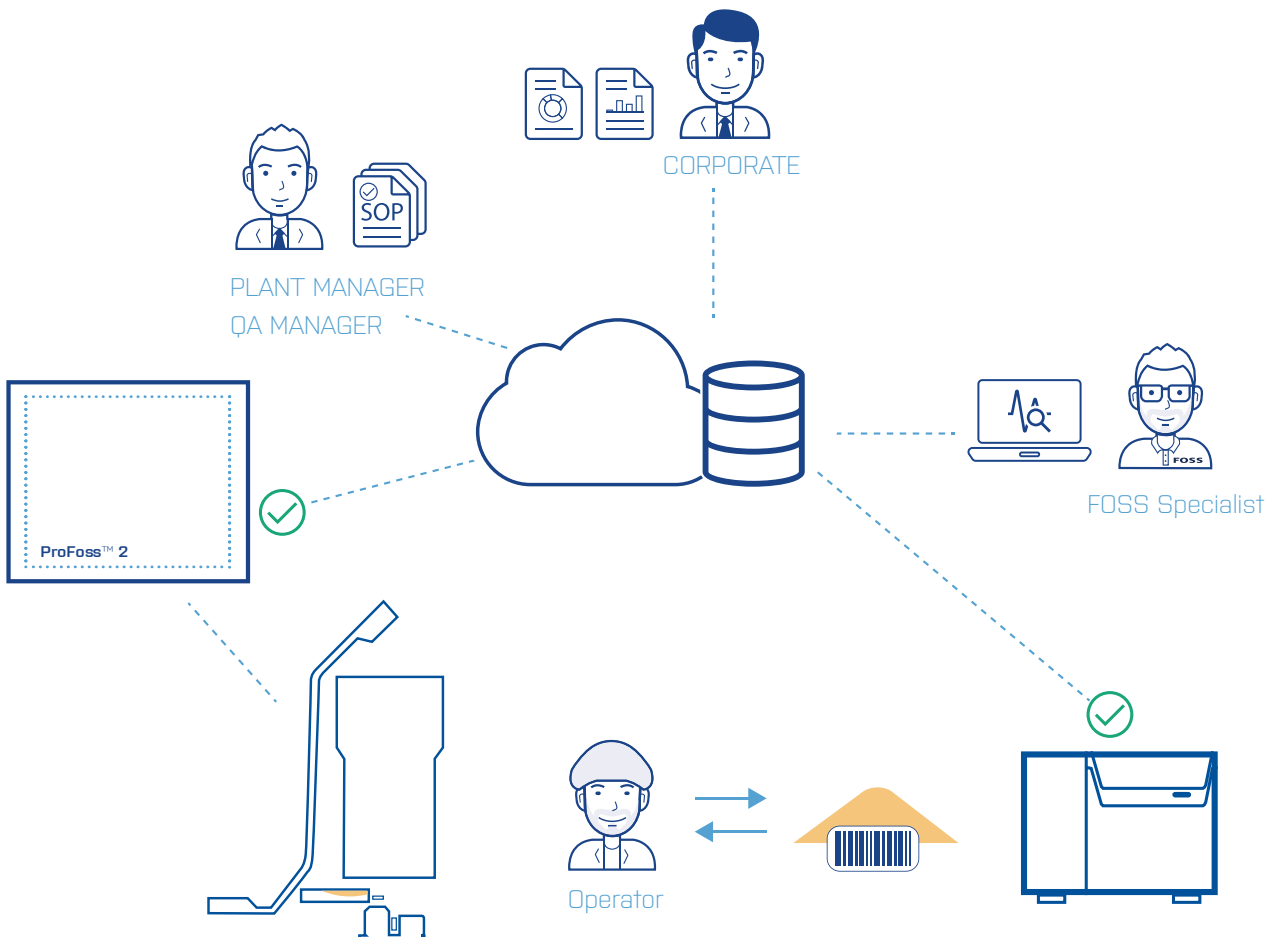 CORPORATE
SOP
PLANT MANAGER
QA MANAGER
FOSS
FOSS Specialist
ProFoss™ 2
Operator